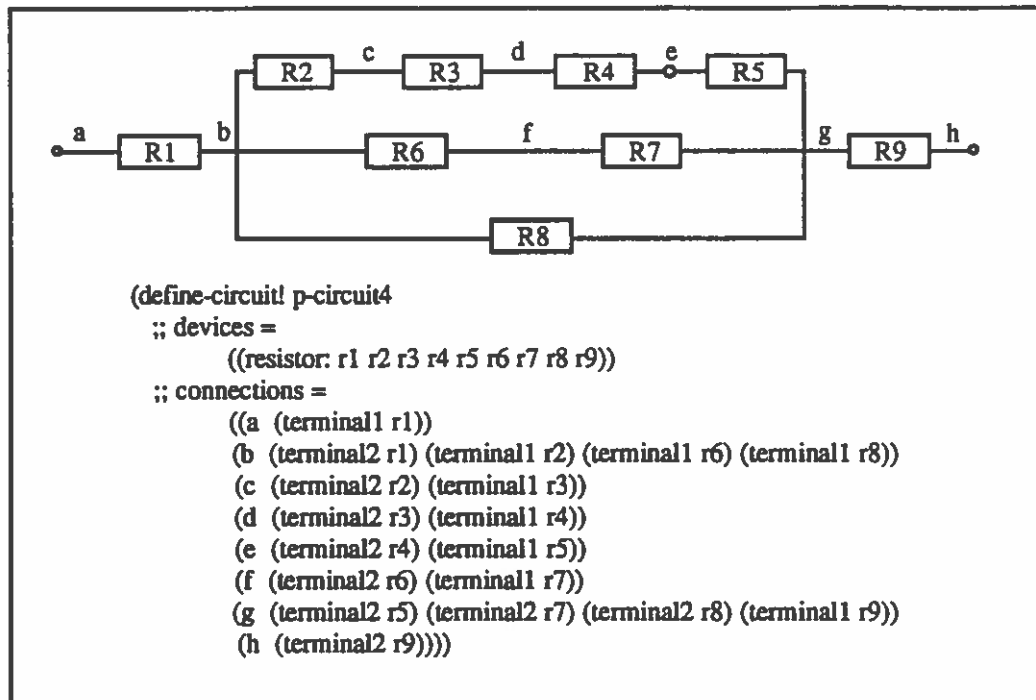 c d e
R2 R3 R4 R5
a b f g h
R1 R6 R7 R9
R8
(define-circuit! p-circuit4
;; devices =
((resistor: r1 r2 r3 r4 r5 r6 r7 r8 r9))
;; connections =
((a (terminal1 r1))
(b (terminal2 r1) (terminal1 r2) (terminal1 r6) (terminal1 r8))
(c (terminal2 r2) (terminal1 r3))
(d (terminal2 r3) (terminal1 r4))
(e (terminal2 r4) (terminal1 r5))
(f (terminal2 r6) (terminal1 r7))
(g (terminal2 r5) (terminal2 r7) (terminal2 r8) (terminal1 r9))
(h (terminal2 r9))))